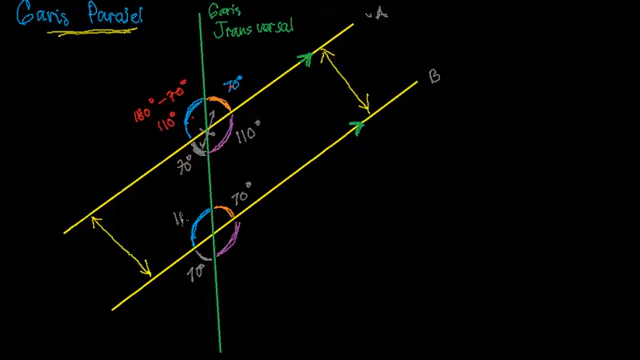 Garis Paralel
Garis
Transversal
A
B
70°
180° - 70°
110°
110°
70°
70°
70°